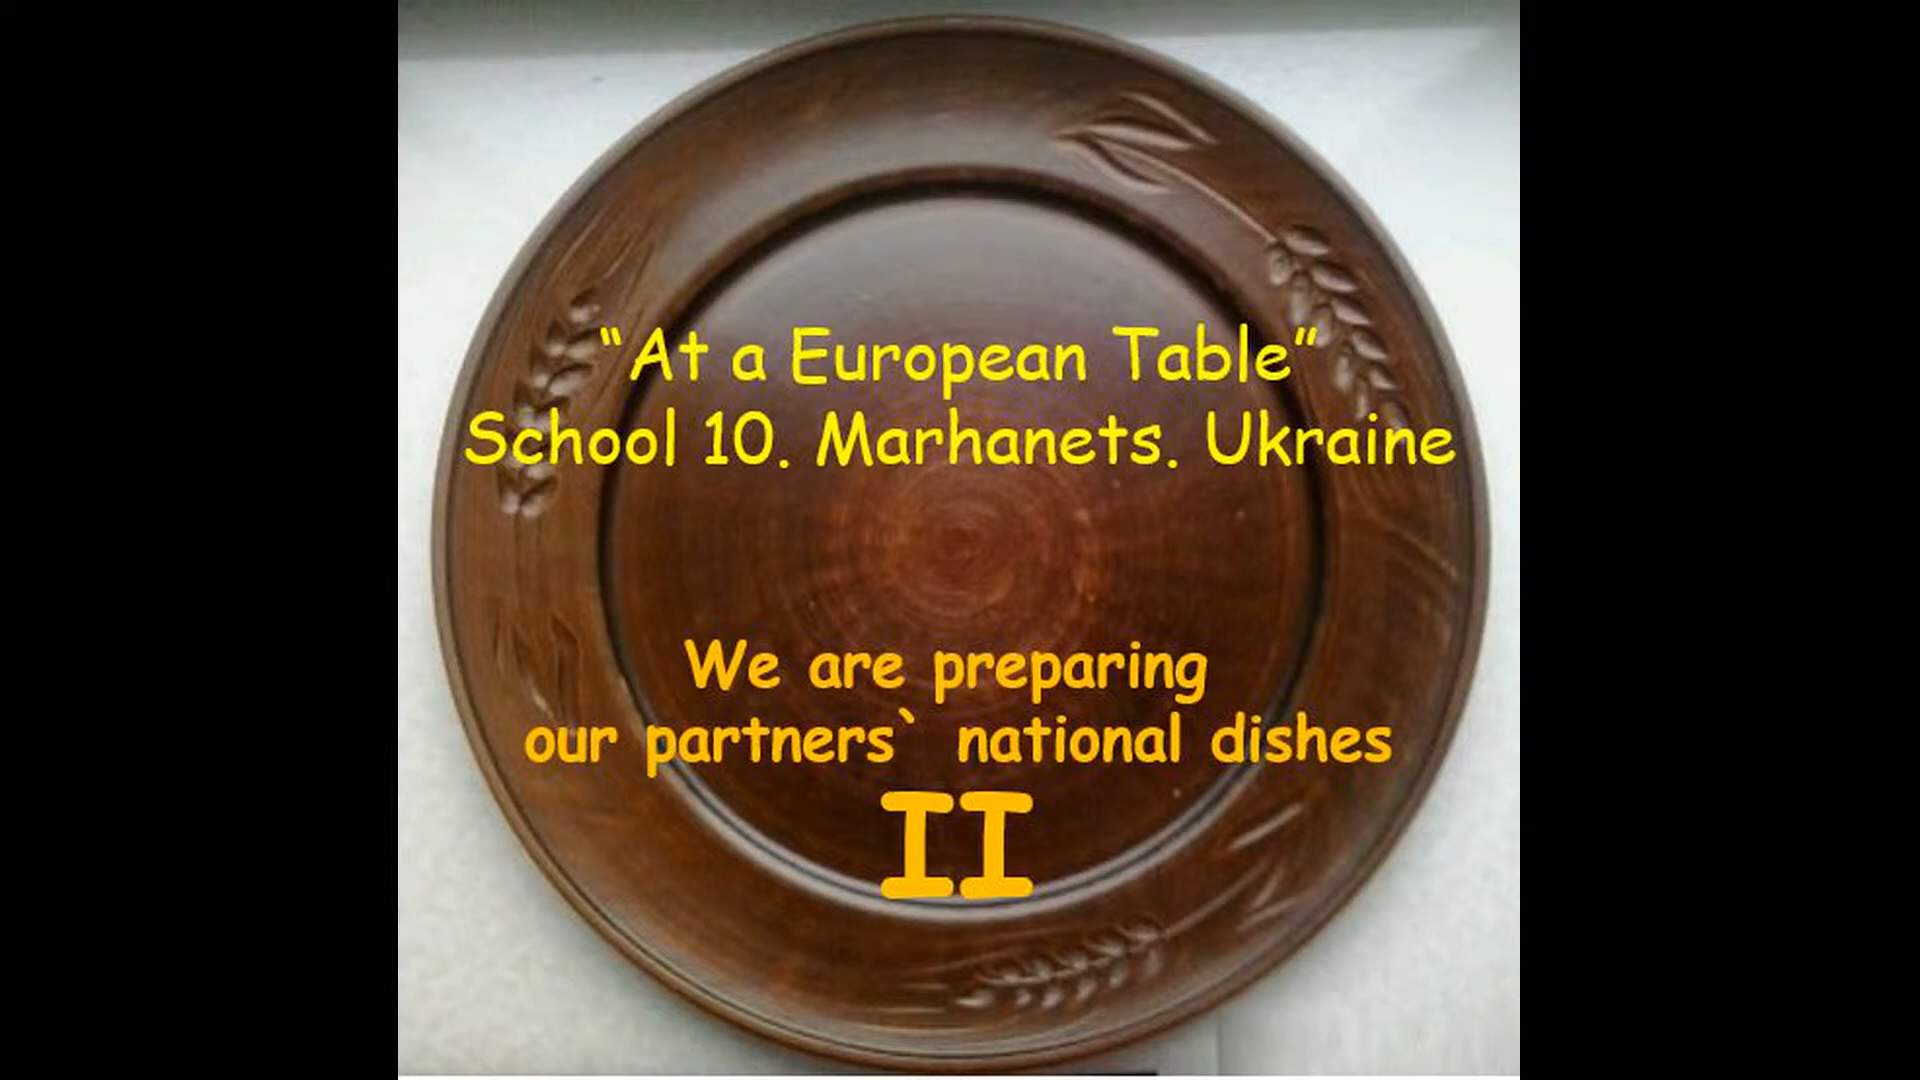 “At a European Table”
School 10. Marhanets. Ukraine
We are preparing
our partners` national dishes
II